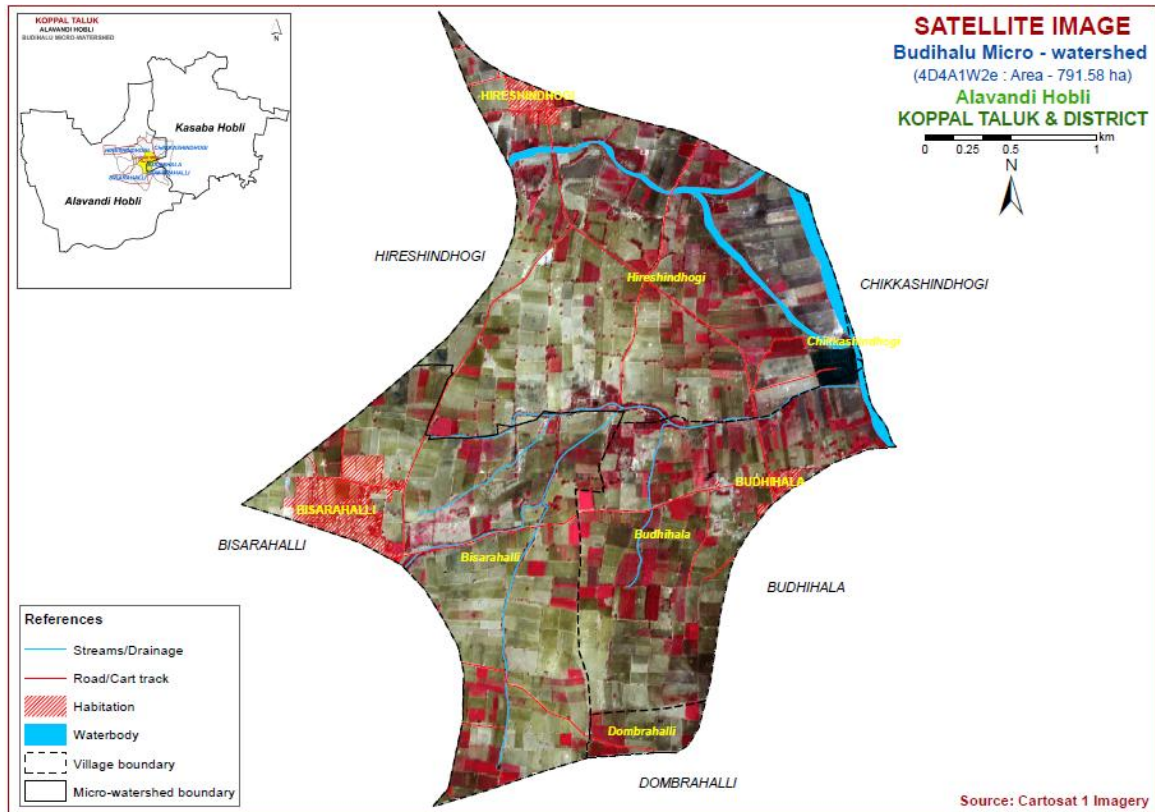 KOPPAL TALUK
ALAVANDI HOBLI
BUDIHALU MICRO-WATERSHED
N
Kasaba Hobli
HIRESHINDHOGI
CHIKKASHINDHOGI
BISARAHALLI
Alavandi Hobli
SATELLITE IMAGE
Budihalu Micro - watershed
(4D4A1W2e : Area - 791.58 ha)
Alavandi Hobli
KOPPAL TALUK & DISTRICT
km
0 0.25 0.5 1
N
HIRESHINDHOGI
HIRESHINDHOGI
Hireshindhogi
CHIKKASHINDHOGI
Chikkashindhogi
BUDHIHALA
BISARAHALLI
Budhihala
BISARAHALLI
Bisarahalli
BUDHIHALA
Dombrahalli
DOMBRAHALLI
References
Streams/Drainage
Road/Cart track
Habitation
Waterbody
Village boundary
Micro-watershed boundary
Source: Cartosat 1 Imagery